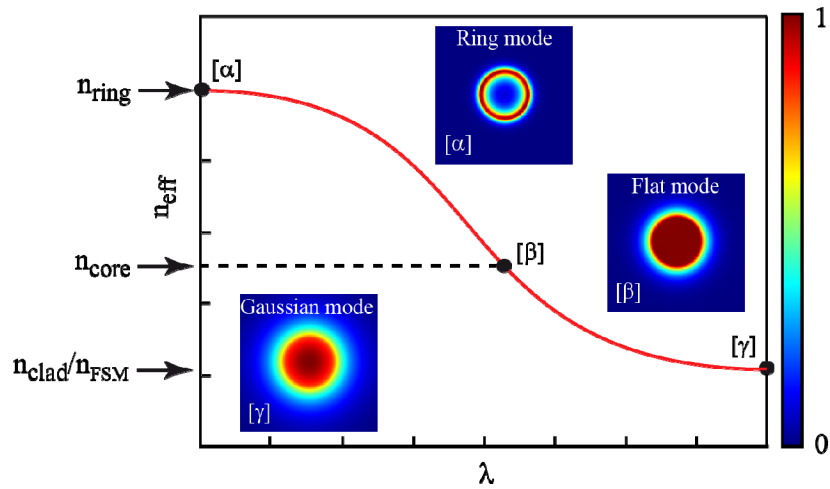 1
Ring mode
[α]
[α]
n_ring
n_eff
Flat mode
[β]
[β]
n_core
Gaussian mode
[γ]
[γ]
n_clad/n_FSM
0
λ